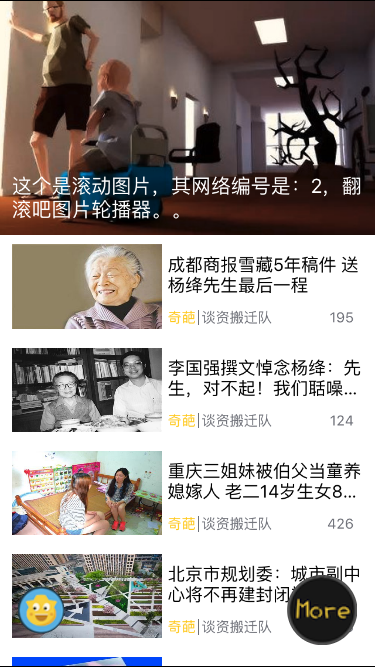 这个是滚动图片，其网络编号是：2，翻
滚吧图片轮播器。。
成都商报雪藏5年稿件 送
杨绛先生最后一程
奇葩|谈资搬迁队 195
李国强撰文悼念杨绛：先
生，对不起！我们聒噪...
奇葩|谈资搬迁队 124
重庆三姐妹被伯父当童养
媳嫁人 老二14岁生女8...
奇葩|谈资搬迁队 426
北京市规划委：城市副中
心将不再建封闭
奇葩|谈资搬迁队
More